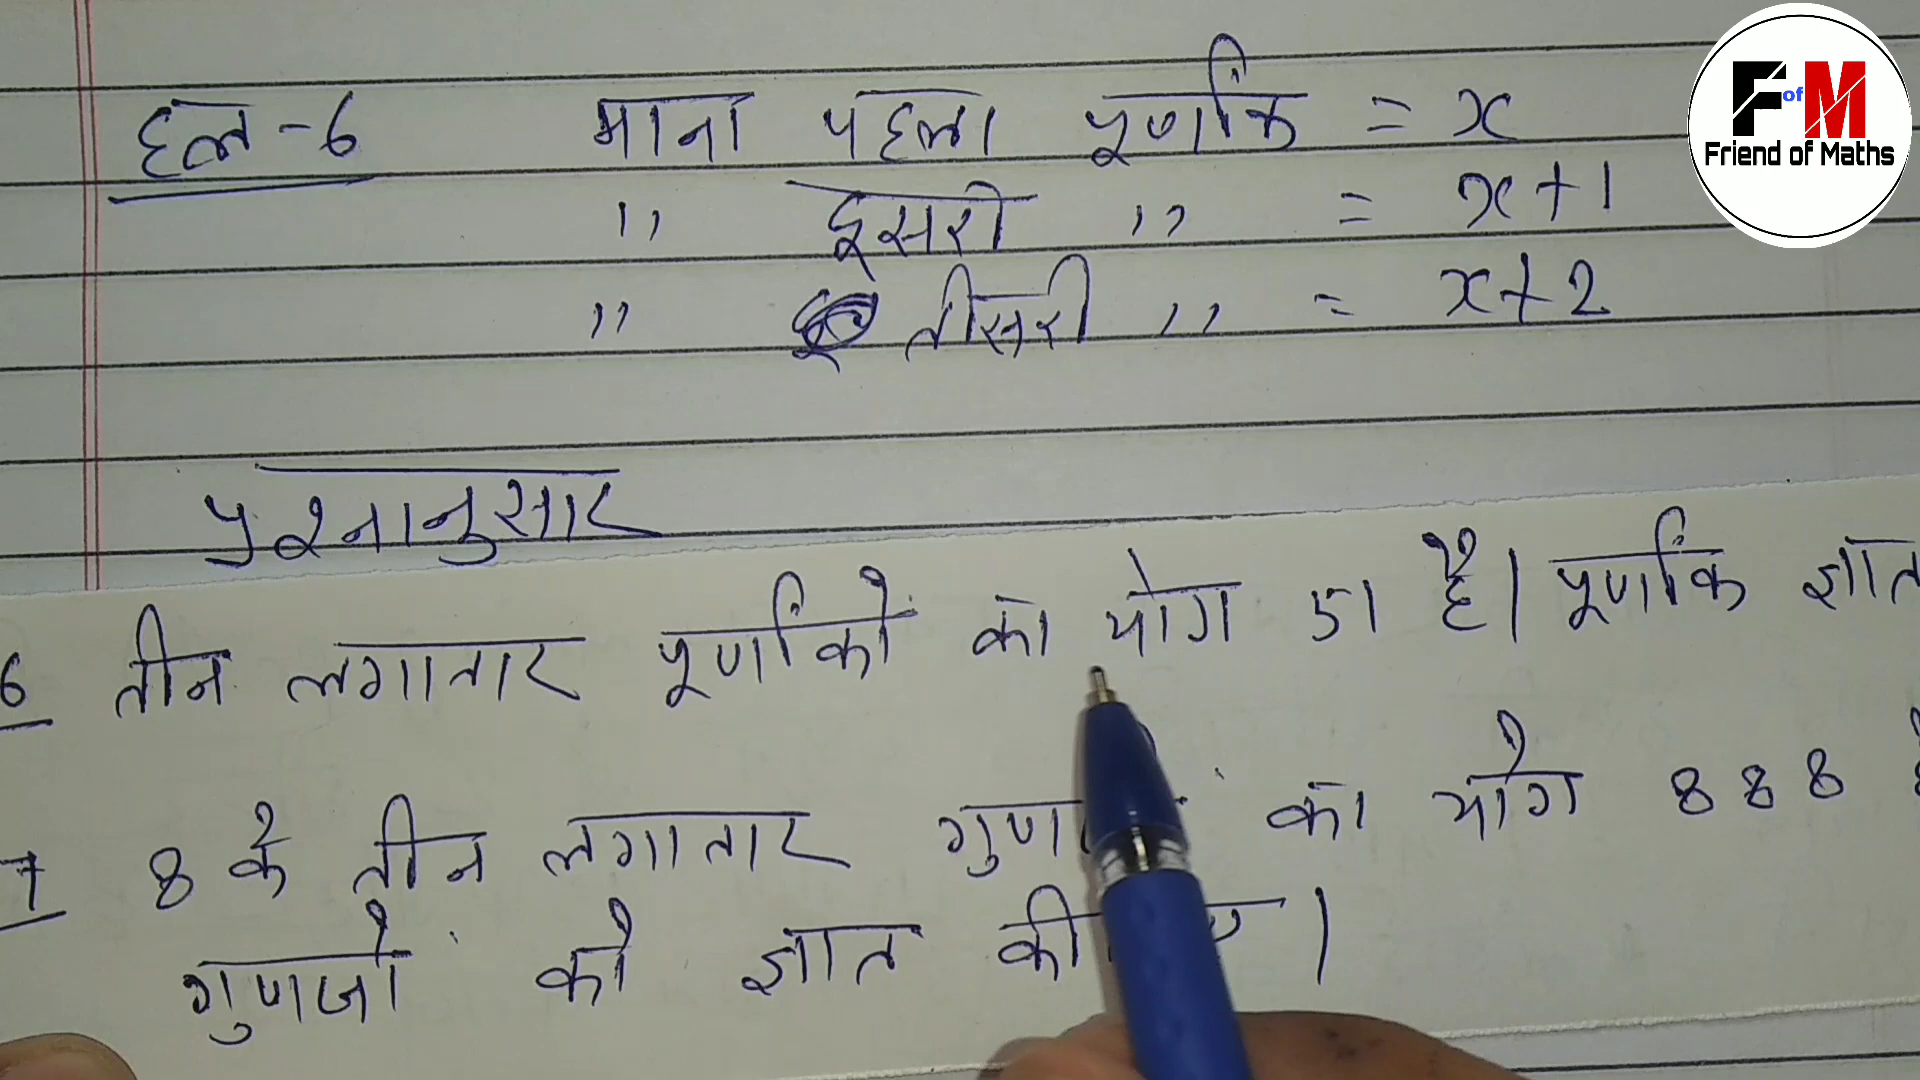 हल-6 माना पहला पूर्णांक = x
,, दूसरी ,, = x+1
,, तीसरी ,, = x+2
प्रश्नानुसार
6 तीन लगातार पूर्णांकों का योग 51 है। पूर्णांक ज्ञात
7 8 के तीन लगातार का योग 888
गुणजों को ज्ञात
F of M
Friend of Maths